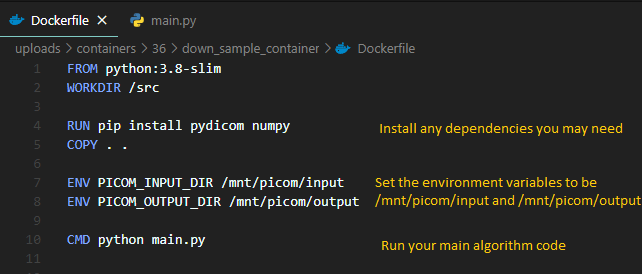 Dockerfile X main.py
uploads > containers > 36 > down_sample_container > Dockerfile
1 FROM python:3.8-slim
2 WORKDIR /src
3
4 RUN pip install pydicom numpy Install any dependencies you may need
5 COPY . .
6
7 ENV PICOM_INPUT_DIR /mnt/picom/input Set the environment variables to be
8 ENV PICOM_OUTPUT_DIR /mnt/picom/output /mnt/picom/input and /mnt/picom/output
9
10 CMD python main.py Run your main algorithm code
11